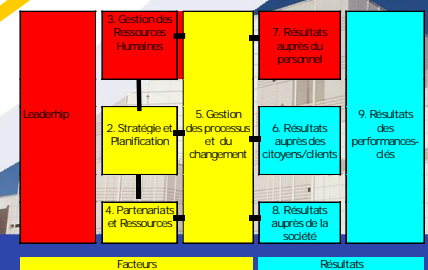 Leaderhip
3. Gestion des
Ressources
Humaines
2. Stratégie et
Planification
4. Partenariats
et Ressources
5. Gestion
des processus
et du
changement
7. Résultats
auprès du
personnel
6. Résultats
auprès des
citoyens/clients
8. Résultats
auprès de la
société
9. Résultats
des
performances-
clés
Facteurs
Résultats